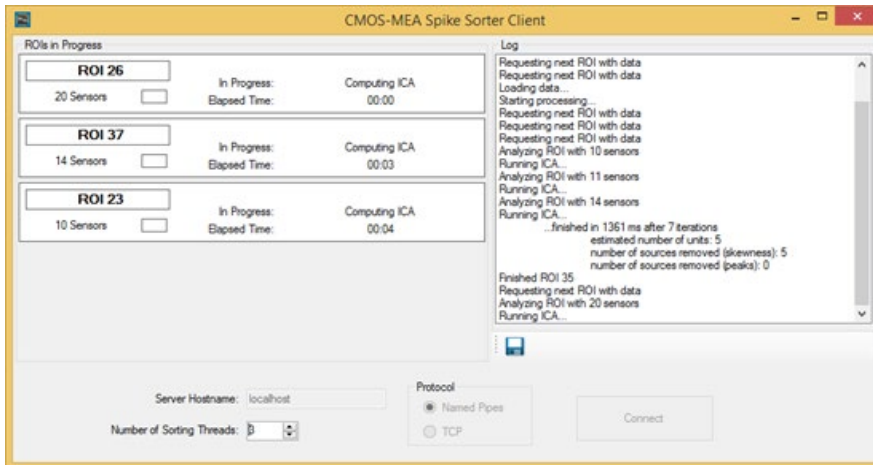 CMOS-MEA Spike Sorter Client
ROIs in Progress
ROI 26
20 Sensors
In Progress: Computing ICA
Elapsed Time: 00:00
ROI 37
14 Sensors
In Progress: Computing ICA
Elapsed Time: 00:03
ROI 23
10 Sensors
In Progress: Computing ICA
Elapsed Time: 00:04
Log
Requesting next ROI with data
Requesting next ROI with data
Loading data...
Starting processing...
Requesting next ROI with data
Requesting next ROI with data
Requesting next ROI with data
Analyzing ROI with 10 sensors
Running ICA...
Analyzing ROI with 11 sensors
Running ICA...
Analyzing ROI with 14 sensors
Running ICA...
...finished in 1361 ms after 7 iterations
estimated number of units: 5
number of sources removed (skewness): 5
number of sources removed (peaks): 0
Finished ROI 35
Requesting next ROI with data
Analyzing ROI with 20 sensors
Running ICA...
Server Hostname: localhost
Number of Sorting Threads: 3
Protocol
Named Pipes
TCP
Connect